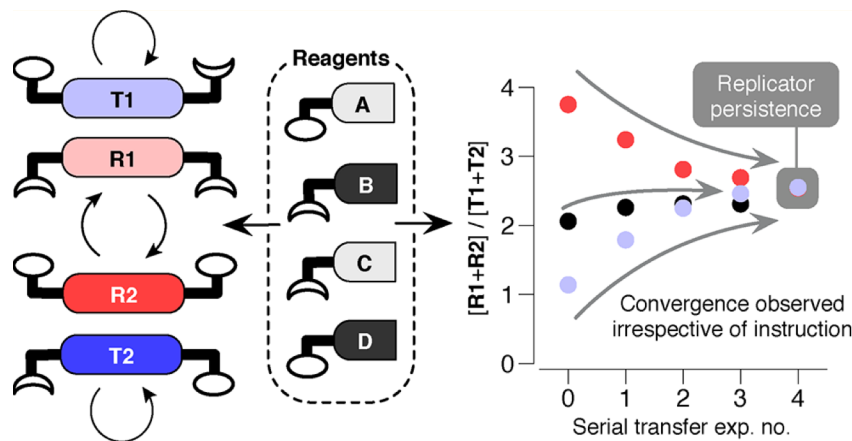 T1
R1
R2
T2
Reagents
A
B
C
D
[R1+R2] / [T1+T2]
4
3
2
1
0
Replicator
persistence
Convergence observed
irrespective of instruction
0 1 2 3 4
Serial transfer exp. no.